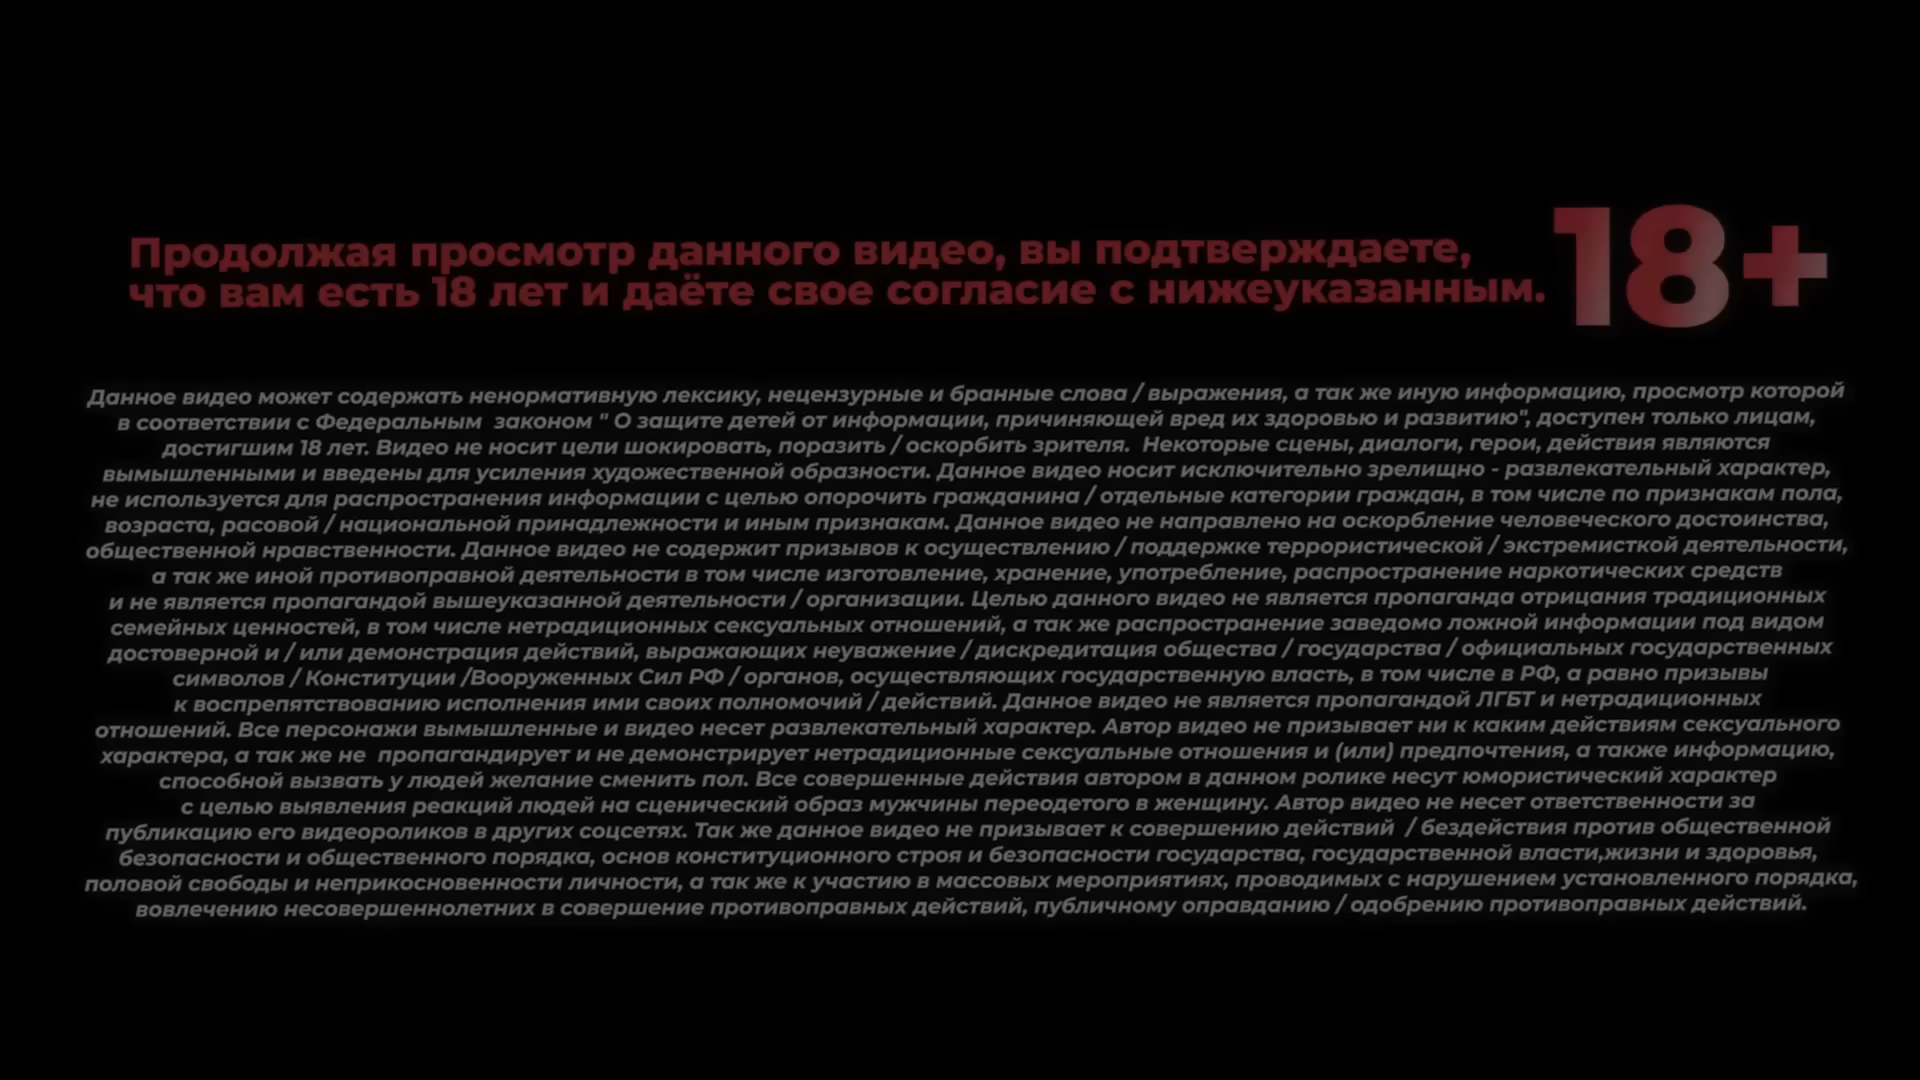 Продолжая просмотр данного видео, вы подтверждаете,
что вам есть 18 лет и даёте свое согласие с нижеуказанным.
18+
Данное видео может содержать ненормативную лексику, нецензурные и бранные слова / выражения, а так же иную информацию, просмотр которой
в соответствии с Федеральным законом " О защите детей от информации, причиняющей вред их здоровью и развитию", доступен только лицам,
достигшим 18 лет. Видео не носит цели шокировать, поразить / оскорбить зрителя. Некоторые сцены, диалоги, герои, действия являются
вымышленными и введены для усиления художественной образности. Данное видео носит исключительно зрелищно - развлекательный характер,
не используется для распространения информации с целью опорочить гражданина / отдельные категории граждан, в том числе по признакам пола,
возраста, расовой / национальной принадлежности и иным признакам. Данное видео не направлено на оскорбление человеческого достоинства,
общественной нравственности. Данное видео не содержит призывов к осуществлению / поддержке террористической / экстремисткой деятельности,
а так же иной противоправной деятельности в том числе изготовление, хранение, употребление, распространение наркотических средств
и не является пропагандой вышеуказанной деятельности / организации. Целью данного видео не является пропаганда отрицания традиционных
семейных ценностей, в том числе нетрадиционных сексуальных отношений, а так же распространение заведомо ложной информации под видом
достоверной и / или демонстрация действий, выражающих неуважение / дискредитация общества / государства / официальных государственных
символов / Конституции /Вооруженных Сил РФ / органов, осуществляющих государственную власть, в том числе в РФ, а равно призывы
к воспрепятствованию исполнения ими своих полномочий / действий. Данное видео не является пропагандой ЛГБТ и нетрадиционных
отношений. Все персонажи вымышленные и видео несет развлекательный характер. Автор видео не призывает ни к каким действиям сексуального
характера, а так же не пропагандирует и не демонстрирует нетрадиционные сексуальные отношения и (или) предпочтения, а также информацию,
способной вызвать у людей желание сменить пол. Все совершенные действия автором в данном ролике несут юмористический характер
с целью выявления реакций людей на сценический образ мужчины переодетого в женщину. Автор видео не несет ответственности за
публикацию его видеороликов в других соцсетях. Так же данное видео не призывает к совершению действий / бездействия против общественной
безопасности и общественного порядка, основ конституционного строя и безопасности государства, государственной власти,жизни и здоровья,
половой свободы и неприкосновенности личности, а так же к участию в массовых мероприятиях, проводимых с нарушением установленного порядка,
вовлечению несовершеннолетних в совершение противоправных действий, публичному оправданию / одобрению противоправных действий.